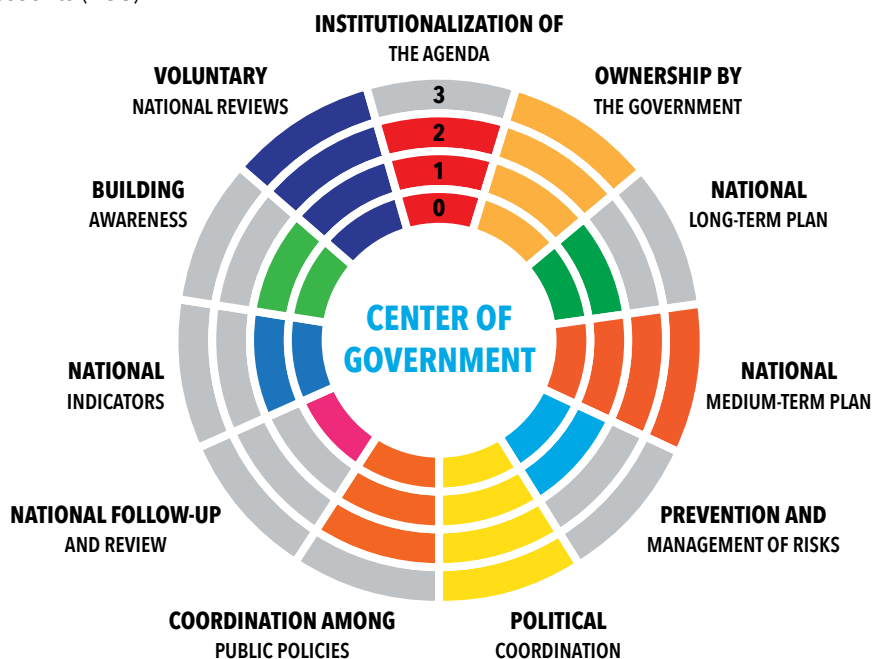 INSTITUTIONALIZATION OF
THE AGENDA
VOLUNTARY
NATIONAL REVIEWS
OWNERSHIP BY
THE GOVERNMENT
3
2
1
0
BUILDING
AWARENESS
NATIONAL
LONG-TERM PLAN
CENTER OF
GOVERNMENT
NATIONAL
INDICATORS
NATIONAL
MEDIUM-TERM PLAN
NATIONAL FOLLOW-UP
AND REVIEW
PREVENTION AND
MANAGEMENT OF RISKS
COORDINATION AMONG
PUBLIC POLICIES
POLITICAL
COORDINATION